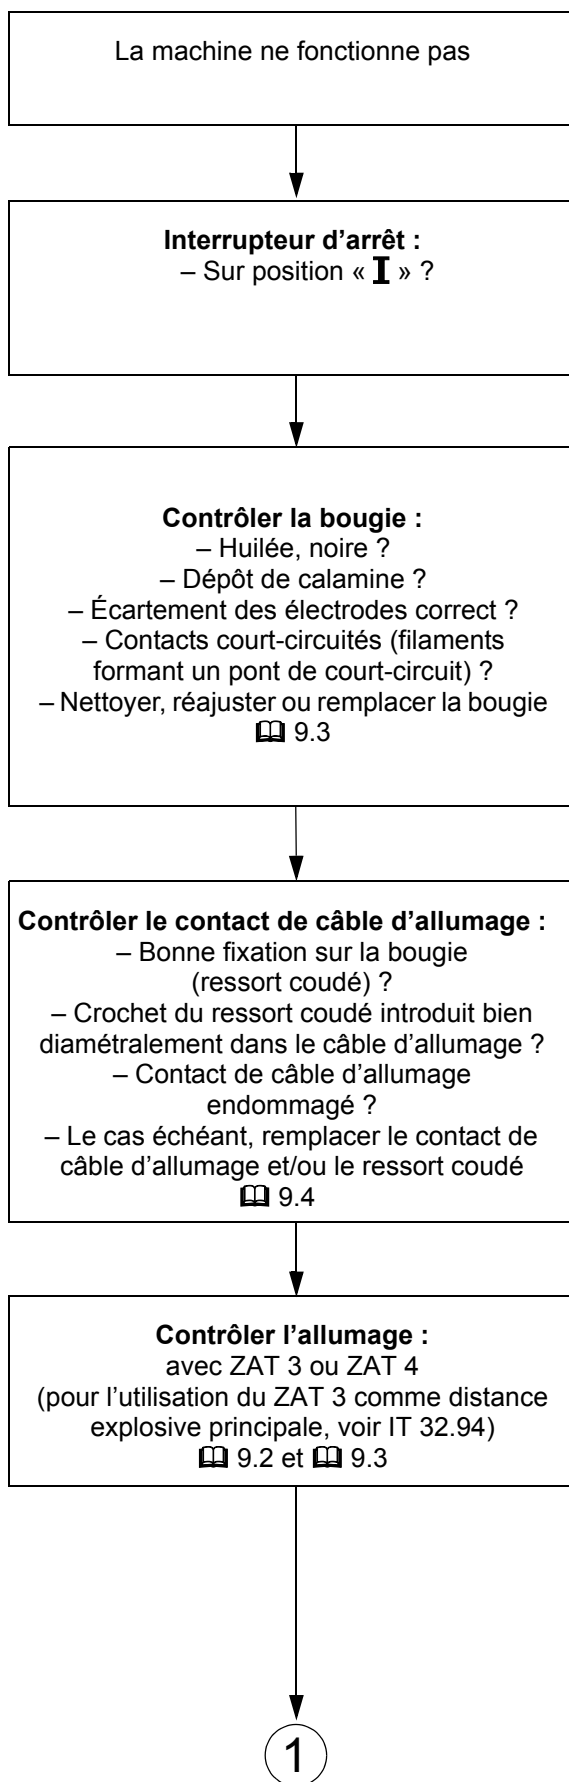 La machine ne fonctionne pas
Interrupteur d’arrêt :
– Sur position « I » ?
Contrôler la bougie :
– Huilée, noire ?
– Dépôt de calamine ?
– Écartement des électrodes correct ?
– Contacts court-circuités (filaments
formant un pont de court-circuit) ?
– Nettoyer, réajuster ou remplacer la bougie
9.3
Contrôler le contact de câble d’allumage :
– Bonne fixation sur la bougie
(ressort coudé) ?
– Crochet du ressort coudé introduit bien
diamétralement dans le câble d’allumage ?
– Contact de câble d’allumage
endommagé ?
– Le cas échéant, remplacer le contact de
câble d’allumage et/ou le ressort coudé
9.4
Contrôler l’allumage :
avec ZAT 3 ou ZAT 4
(pour l’utilisation du ZAT 3 comme distance
explosive principale, voir IT 32.94)
9.2 et 9.3
1